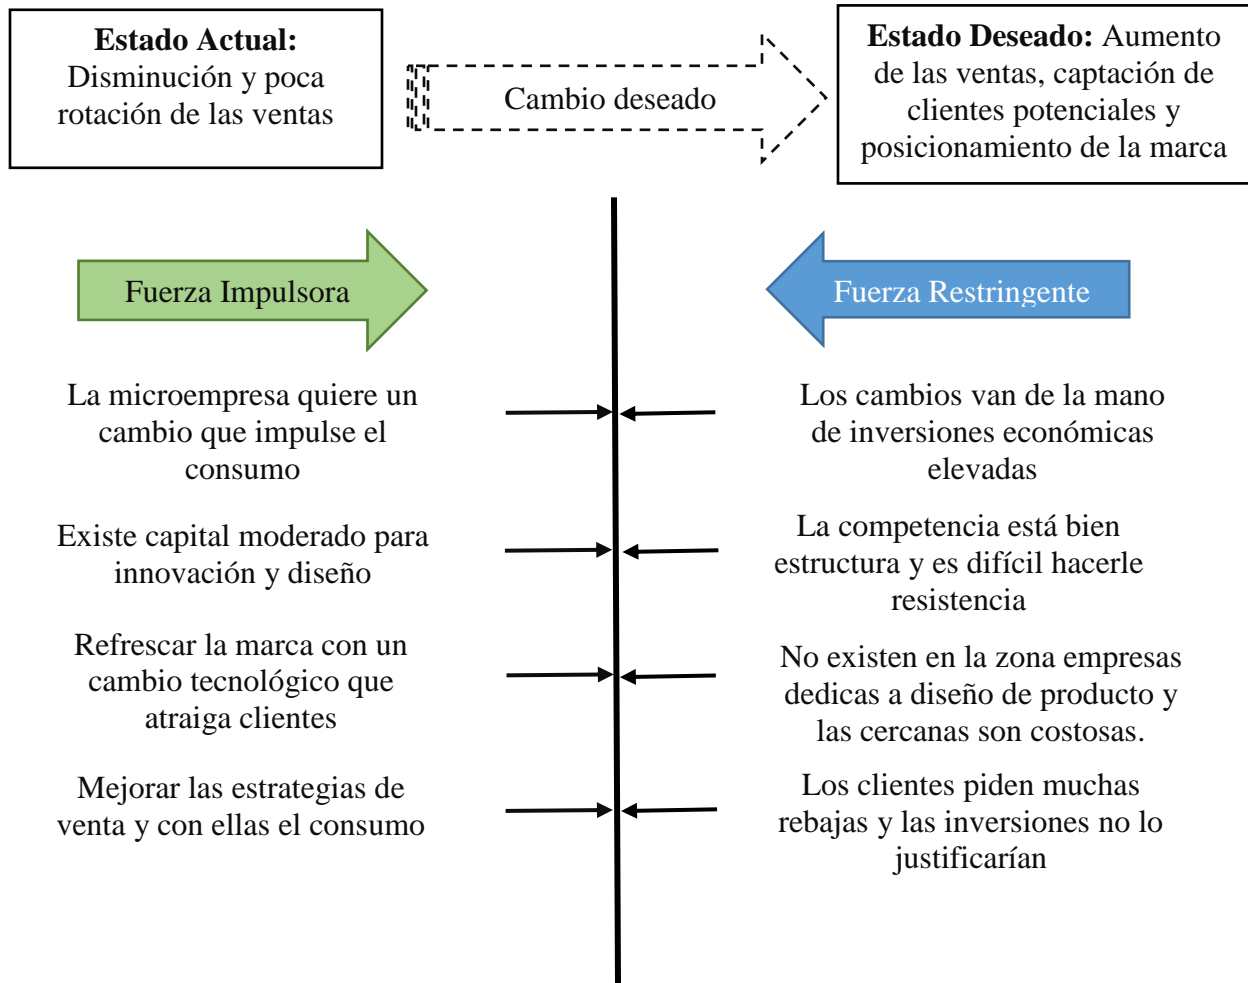 Estado Actual:
Disminución y poca
rotación de las ventas
Cambio deseado
Estado Deseado: Aumento
de las ventas, captación de
clientes potenciales y
posicionamiento de la marca
Fuerza Impulsora
Fuerza Restringente
La microempresa quiere un
cambio que impulse el
consumo
Los cambios van de la mano
de inversiones económicas
elevadas
Existe capital moderado para
innovación y diseño
La competencia está bien
estructura y es difícil hacerle
resistencia
Refrescar la marca con un
cambio tecnológico que
atraiga clientes
No existen en la zona empresas
dedicas a diseño de producto y
las cercanas son costosas.
Mejorar las estrategias de
venta y con ellas el consumo
Los clientes piden muchas
rebajas y las inversiones no lo
justificarían